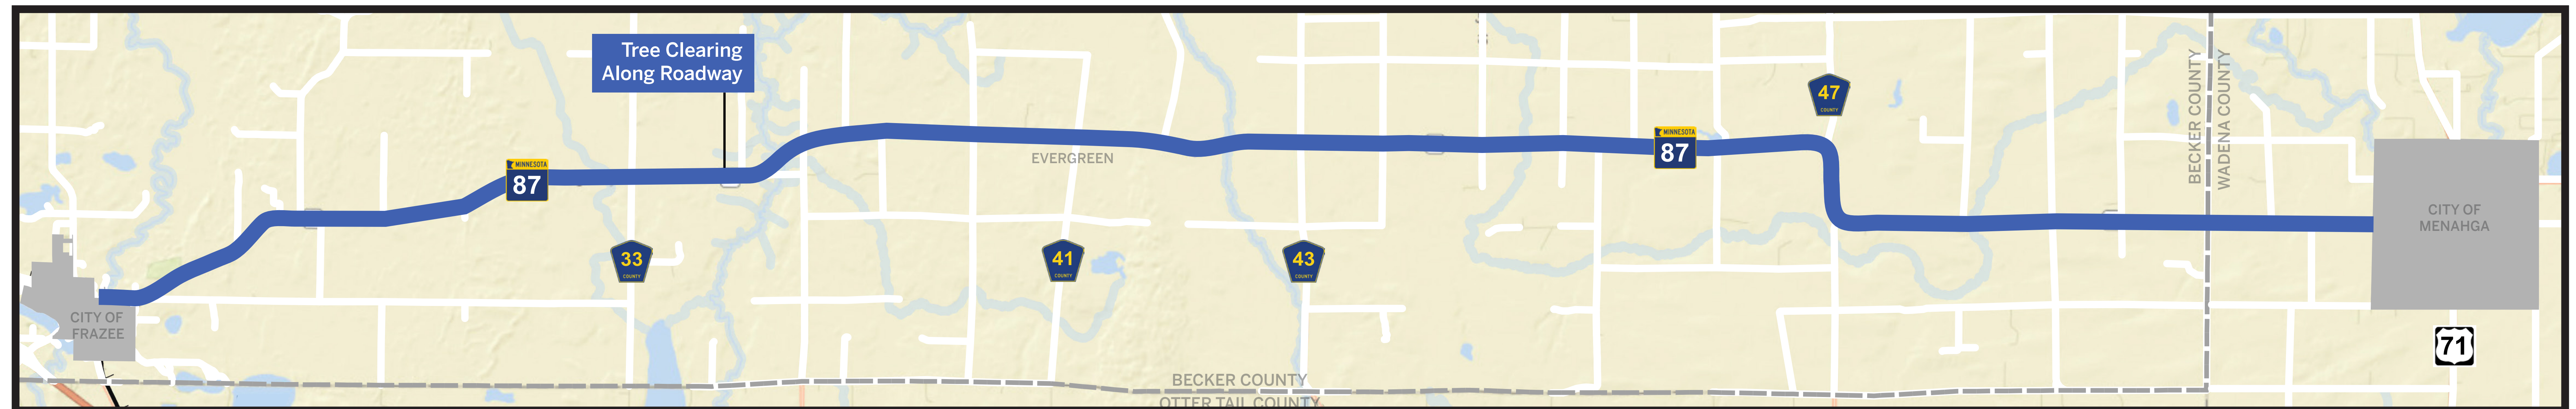 Tree Clearing
Along Roadway
MINNESOTA
87
33
COUNTY
EVERGREEN
41
COUNTY
43
COUNTY
MINNESOTA
87
47
COUNTY
BECKER COUNTY
WADENA COUNTY
CITY OF
MENAHGA
71
CITY OF
FRAZEE
BECKER COUNTY
OTTER TAIL COUNTY